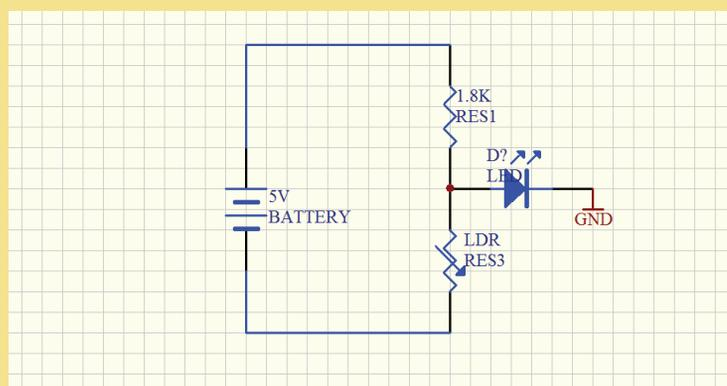 1.8K
RES1
D?
LED
5V
BATTERY
GND
LDR
RES3